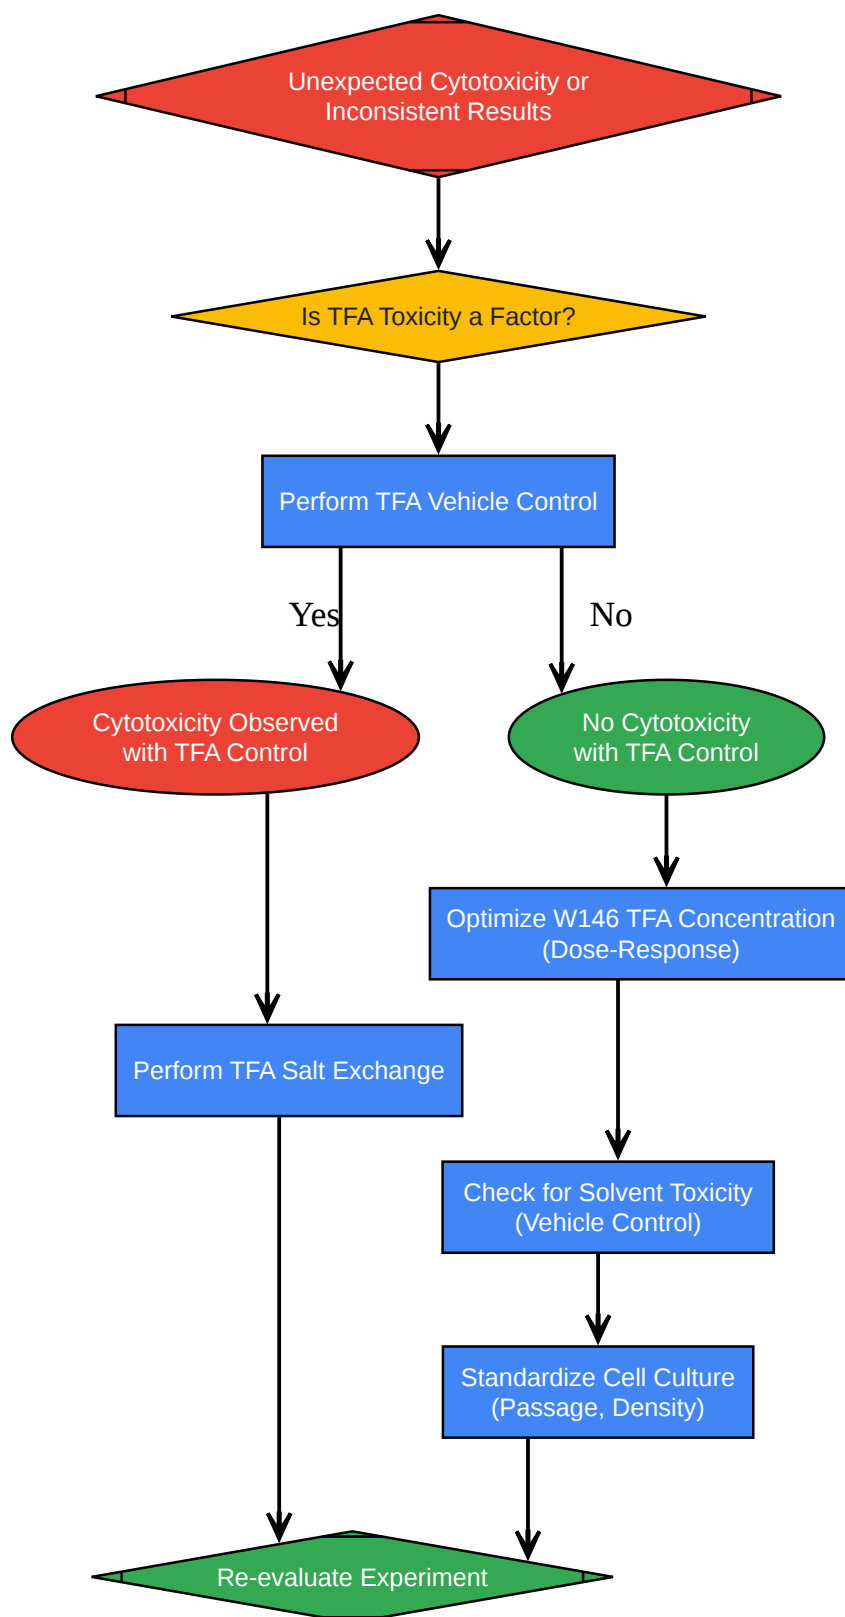 Unexpected Cytotoxicity or
Inconsistent Results
Is TFA Toxicity a Factor?
Perform TFA Vehicle Control
Yes
No
Cytotoxicity Observed
with TFA Control
No Cytotoxicity
with TFA Control
Optimize W146 TFA Concentration
(Dose-Response)
Perform TFA Salt Exchange
Check for Solvent Toxicity
(Vehicle Control)
Standardize Cell Culture
(Passage, Density)
Re-evaluate Experiment